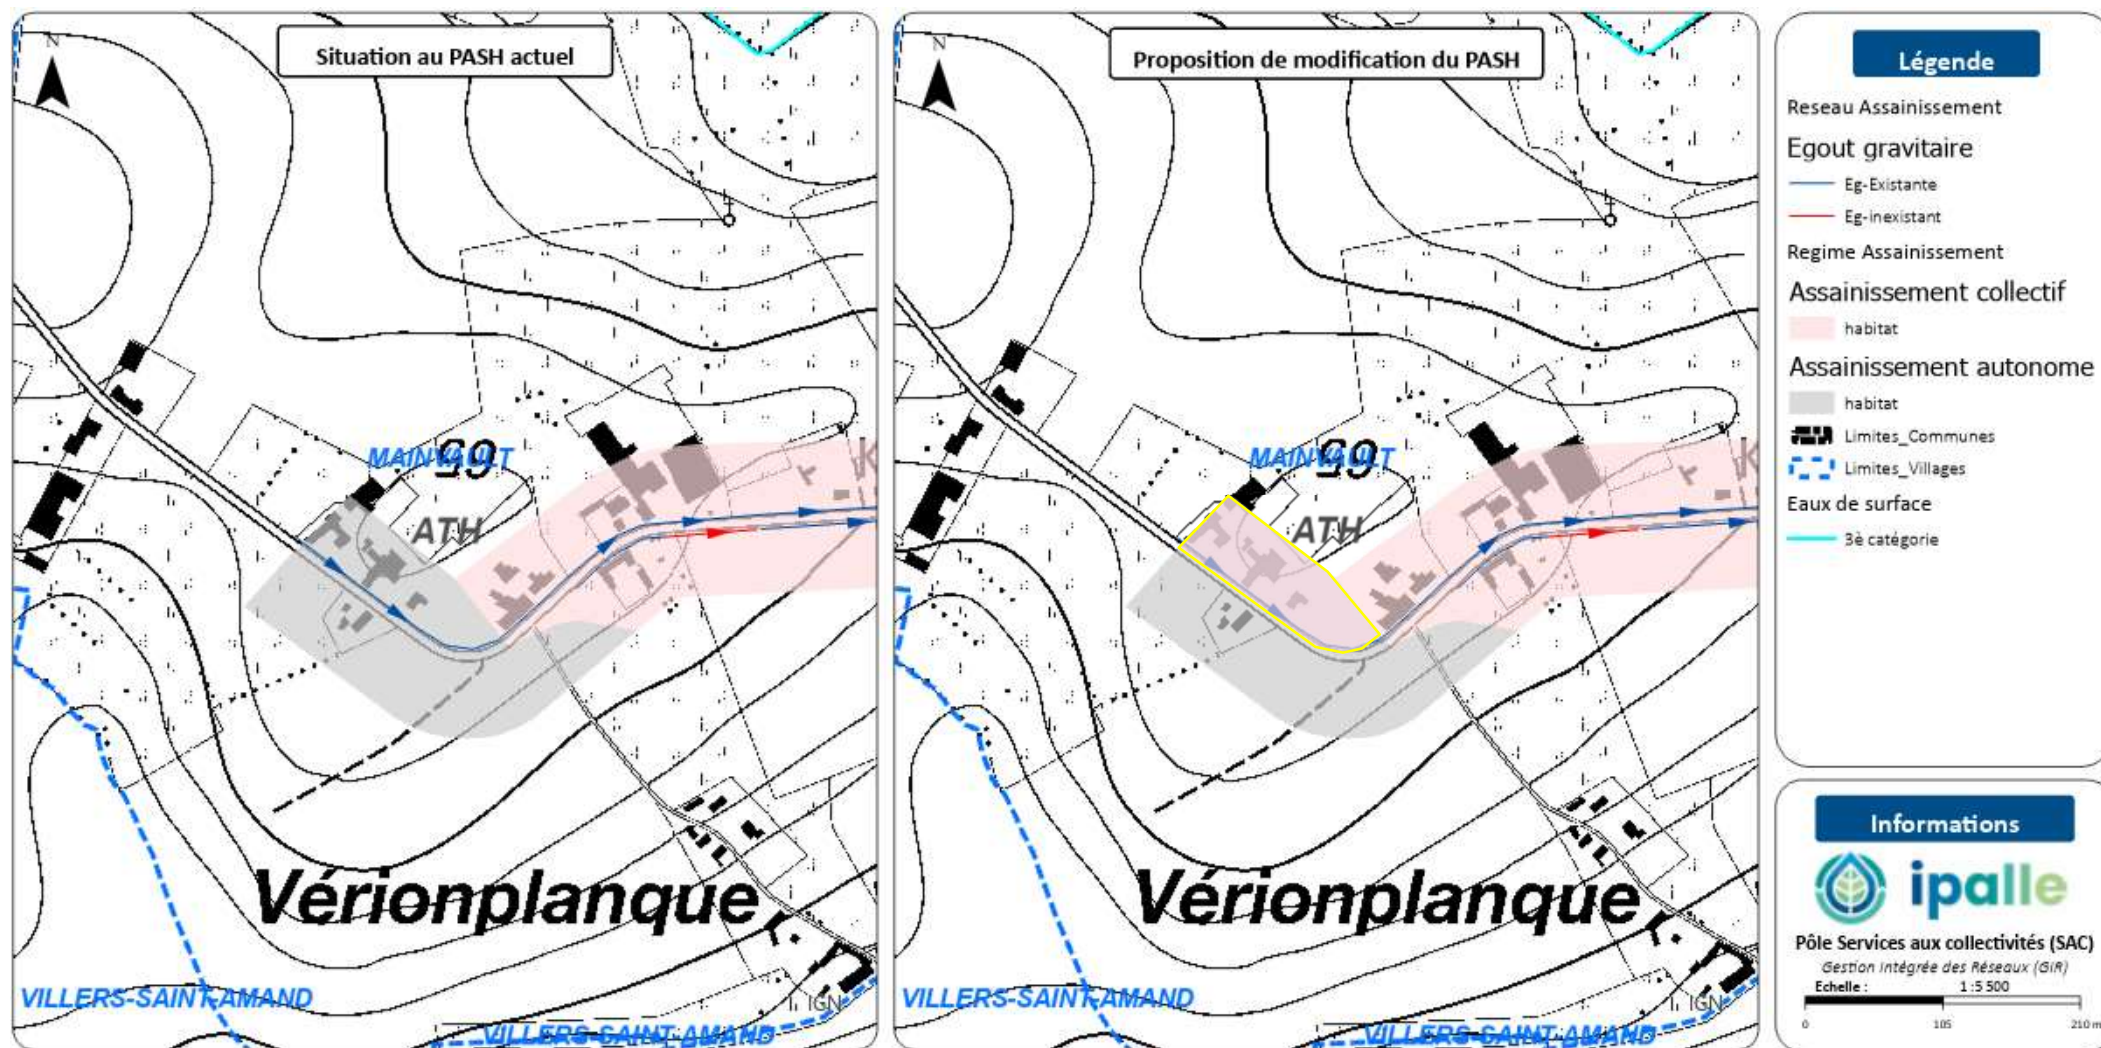 Situation au PASH actuel
N
MAINVAULT
ATH
Vérionplanque
VILLERS-SAINT-AMAND
IGN
VILLERS-SAINT-AMAND
Proposition de modification du PASH
N
MAINVAULT
ATH
Vérionplanque
VILLERS-SAINT-AMAND
IGN
VILLERS-SAINT-AMAND
Légende
Reseau Assainissement
Egout gravitaire
Eg-Existante
Eg-inexistant
Regime Assainissement
Assainissement collectif
habitat
Assainissement autonome
habitat
Limites_Communes
Limites_Villages
Eaux de surface
3è catégorie
Informations
ipalle
Pôle Services aux collectivités (SAC)
Gestion Intégrée des Réseaux (GIR)
Echelle : 1 :5 500
0 105 210 m